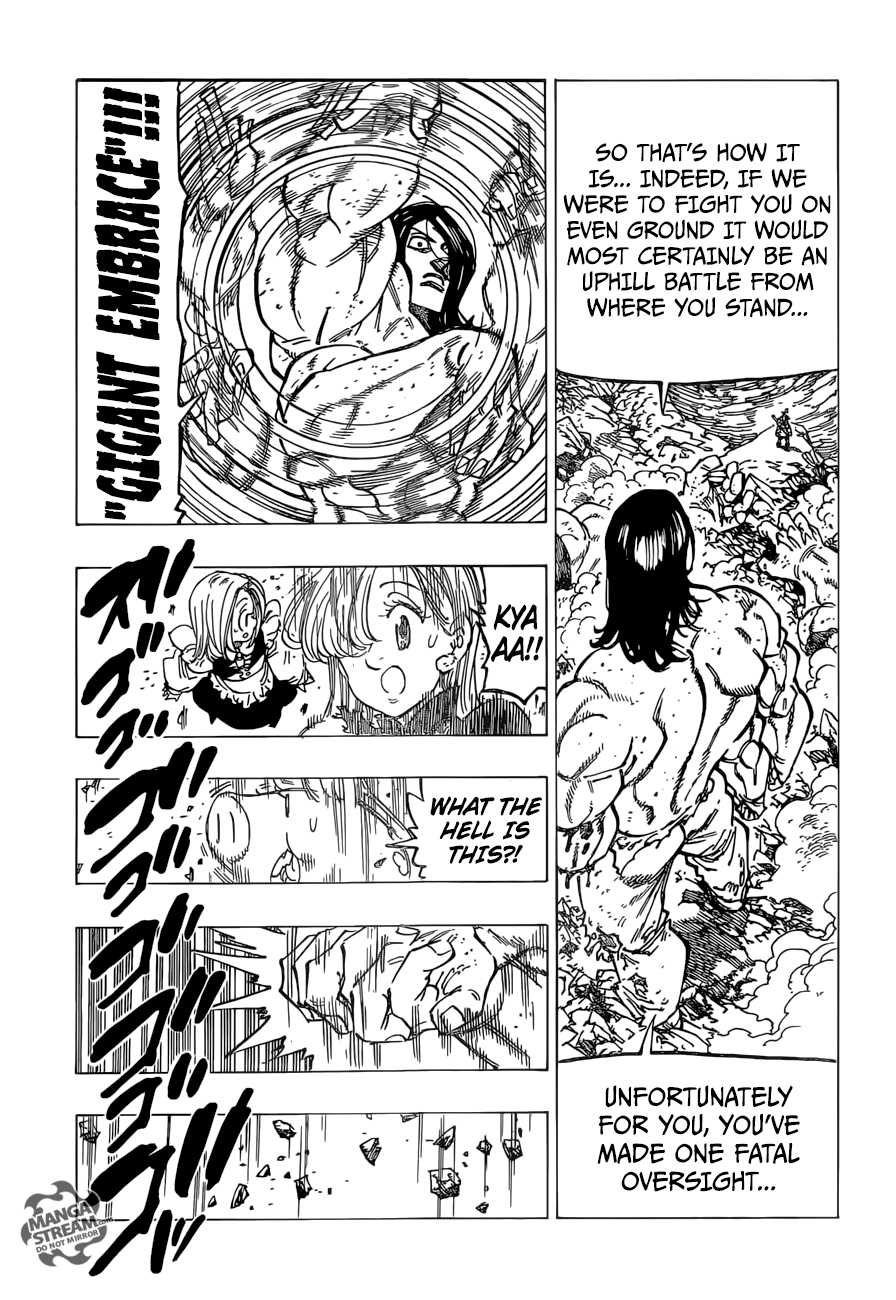 SO THAT'S HOW IT
IS... INDEED, IF WE
WERE TO FIGHT YOU ON
EVEN GROUND IT WOULD
MOST CERTAINLY BE AN
UPHILL BATTLE FROM
WHERE YOU STAND...
UNFORTUNATELY
FOR YOU, YOU'VE
MADE ONE FATAL
OVERSIGHT...
"GIGANT EMBRACE"!!!
KYA
AA!!
WHAT THE
HELL IS
THIS?!
MANGA
STREAM.com
DO NOT MIRROR